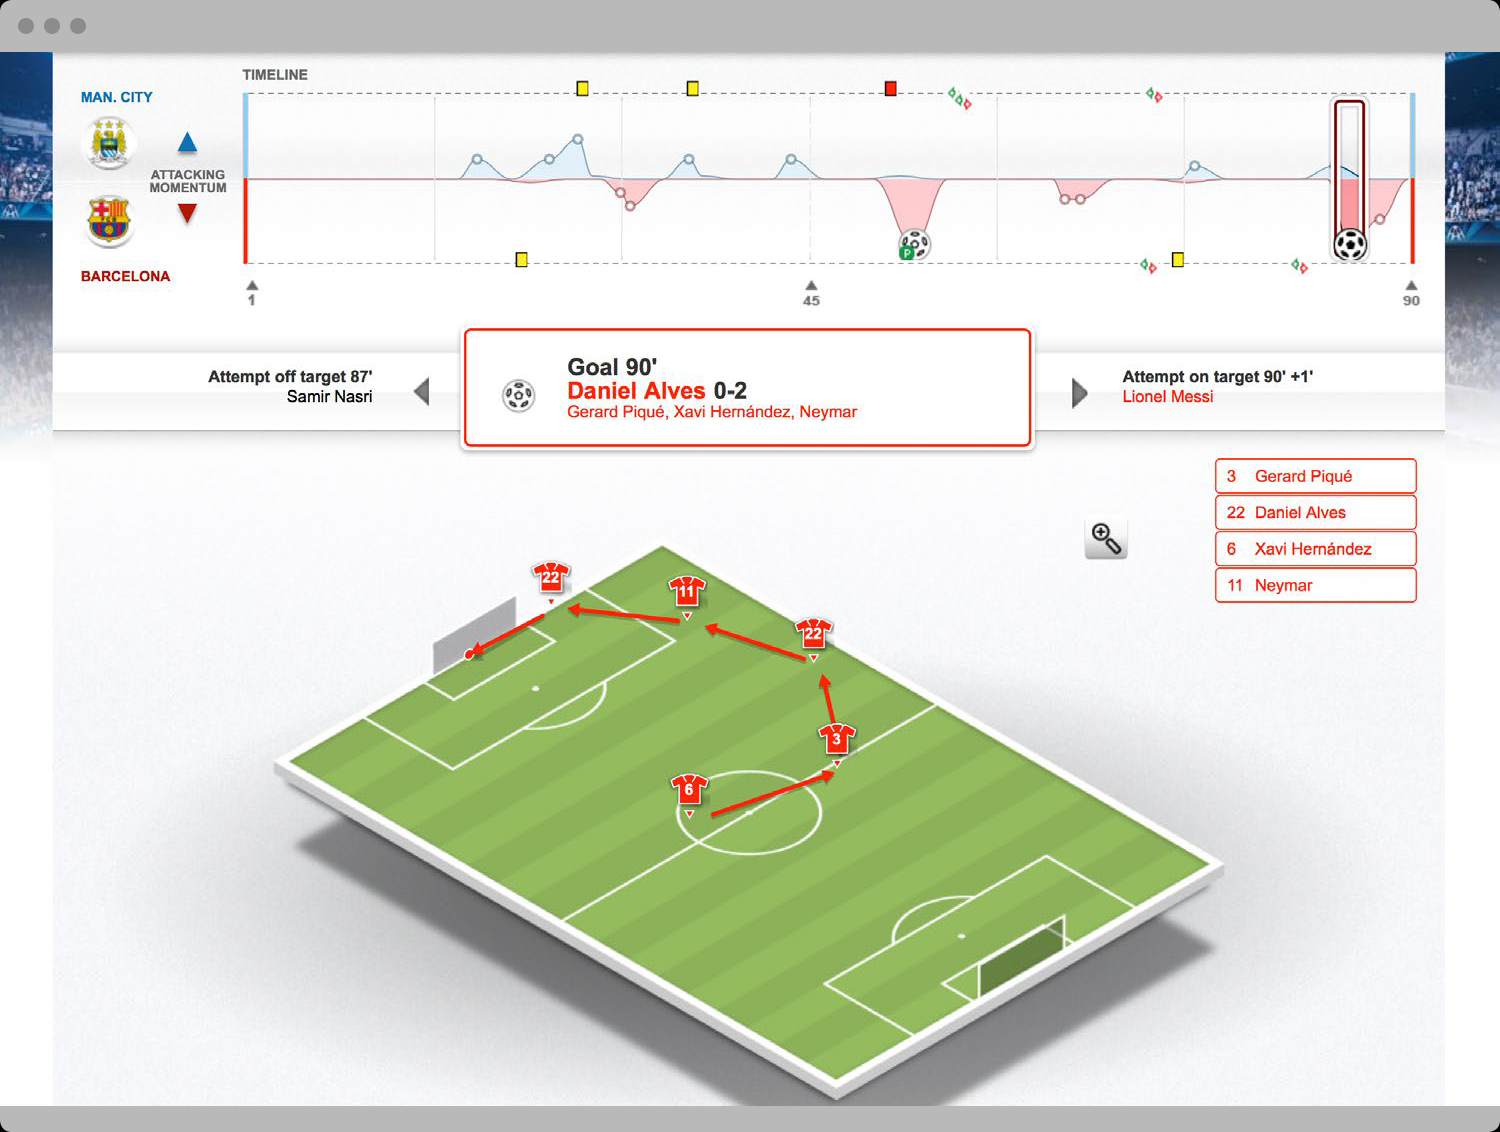 TIMELINE
MAN. CITY
ATTACKING
MOMENTUM
BARCELONA
P
1
45
90
Attempt off target 87'
Samir Nasri
Goal 90'
Daniel Alves 0-2
Gerard Piqué, Xavi Hernández, Neymar
Attempt on target 90' +1'
Lionel Messi
3 Gerard Piqué
22 Daniel Alves
6 Xavi Hernández
11 Neymar
22
11
22
3
6